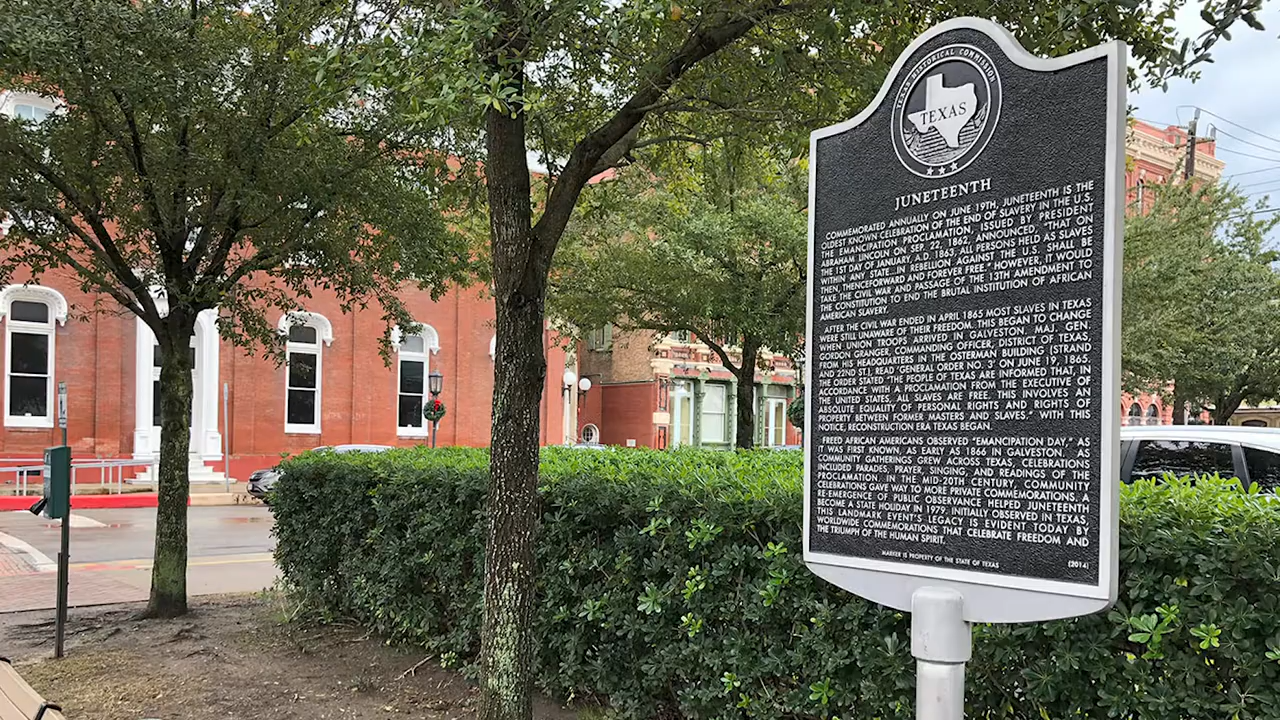 TEXAS HISTORICAL COMMISSION
TEXAS
JUNETEENTH
COMMEMORATED ANNUALLY ON JUNE 19TH, JUNETEENTH IS THE
OLDEST KNOWN CELEBRATION OF THE END OF SLAVERY IN THE U.S.
THE EMANCIPATION PROCLAMATION, ISSUED BY PRESIDENT
ABRAHAM LINCOLN ON SEP. 22, 1862, ANNOUNCED, "THAT ON
THE 1ST DAY OF JANUARY, A.D. 1863, ALL PERSONS HELD AS SLAVES
WITHIN ANY STATE...IN REBELLION AGAINST THE U.S. SHALL BE
THEN, THENCEFORWARD AND FOREVER FREE." HOWEVER, IT WOULD
TAKE THE CIVIL WAR AND PASSAGE OF THE 13TH AMENDMENT TO
THE CONSTITUTION TO END THE BRUTAL INSTITUTION OF AFRICAN
AMERICAN SLAVERY.
AFTER THE CIVIL WAR ENDED IN APRIL 1865 MOST SLAVES IN TEXAS
WERE STILL UNAWARE OF THEIR FREEDOM. THIS BEGAN TO CHANGE
WHEN UNION TROOPS ARRIVED IN GALVESTON. MAJ. GEN.
GORDON GRANGER, COMMANDING OFFICER, DISTRICT OF TEXAS,
FROM HIS HEADQUARTERS IN THE OSTERMAN BUILDING (STRAND
AND 22ND ST.), READ 'GENERAL ORDER NO. 3' ON JUNE 19, 1865.
THE ORDER STATED "THE PEOPLE OF TEXAS ARE INFORMED THAT, IN
ACCORDANCE WITH A PROCLAMATION FROM THE EXECUTIVE OF
THE UNITED STATES, ALL SLAVES ARE FREE. THIS INVOLVES AN
ABSOLUTE EQUALITY OF PERSONAL RIGHTS AND RIGHTS OF
PROPERTY BETWEEN FORMER MASTERS AND SLAVES." WITH THIS
NOTICE, RECONSTRUCTION ERA TEXAS BEGAN.
FREED AFRICAN AMERICANS OBSERVED "EMANCIPATION DAY," AS
IT WAS FIRST KNOWN, AS EARLY AS 1866 IN GALVESTON. AS
COMMUNITY GATHERINGS GREW ACROSS TEXAS, CELEBRATIONS
INCLUDED PARADES, PRAYER, SINGING, AND READINGS OF THE
PROCLAMATION. IN THE MID-20TH CENTURY, COMMUNITY
CELEBRATIONS GAVE WAY TO MORE PRIVATE COMMEMORATIONS. A
RE-EMERGENCE OF PUBLIC OBSERVANCE HELPED JUNETEENTH
BECOME A STATE HOLIDAY IN 1979. INITIALLY OBSERVED IN TEXAS,
THIS LANDMARK EVENT'S LEGACY IS EVIDENT TODAY BY
WORLDWIDE COMMEMORATIONS THAT CELEBRATE FREEDOM AND
THE TRIUMPH OF THE HUMAN SPIRIT.
(2014)
MARKER IS PROPERTY OF THE STATE OF TEXAS